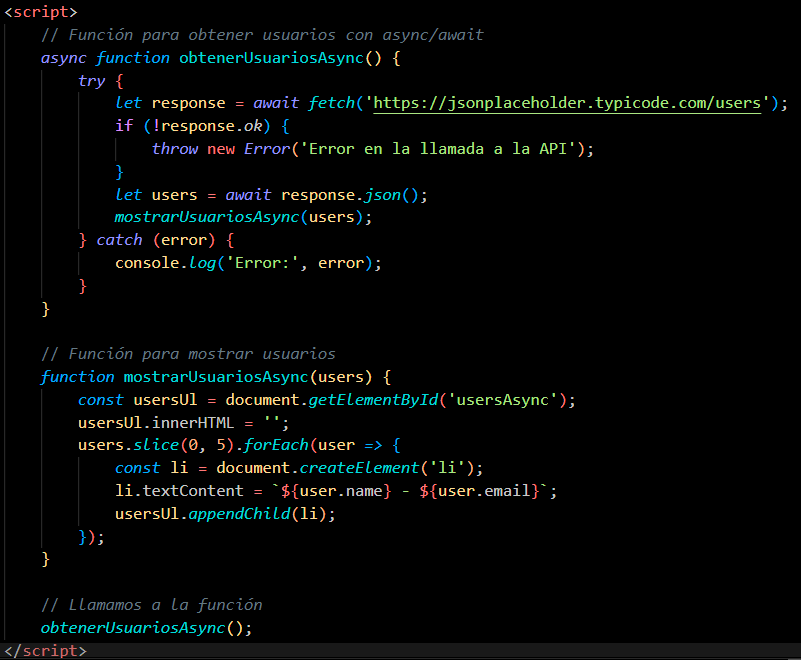 <script>
    // Función para obtener usuarios con async/await
    async function obtenerUsuariosAsync() {
        try {
            let response = await fetch('https://jsonplaceholder.typicode.com/users');
            if (!response.ok) {
                throw new Error('Error en la llamada a la API');
            }
            let users = await response.json();
            mostrarUsuariosAsync(users);
        } catch (error) {
            console.log('Error:', error);
        }
    }

    // Función para mostrar usuarios
    function mostrarUsuariosAsync(users) {
        const usersUl = document.getElementById('usersAsync');
        usersUl.innerHTML = '';
        users.slice(0, 5).forEach(user => {
            const li = document.createElement('li');
            li.textContent = `${user.name} - ${user.email}`;
            usersUl.appendChild(li);
        });
    }

    // Llamamos a la función
    obtenerUsuariosAsync();
</script>